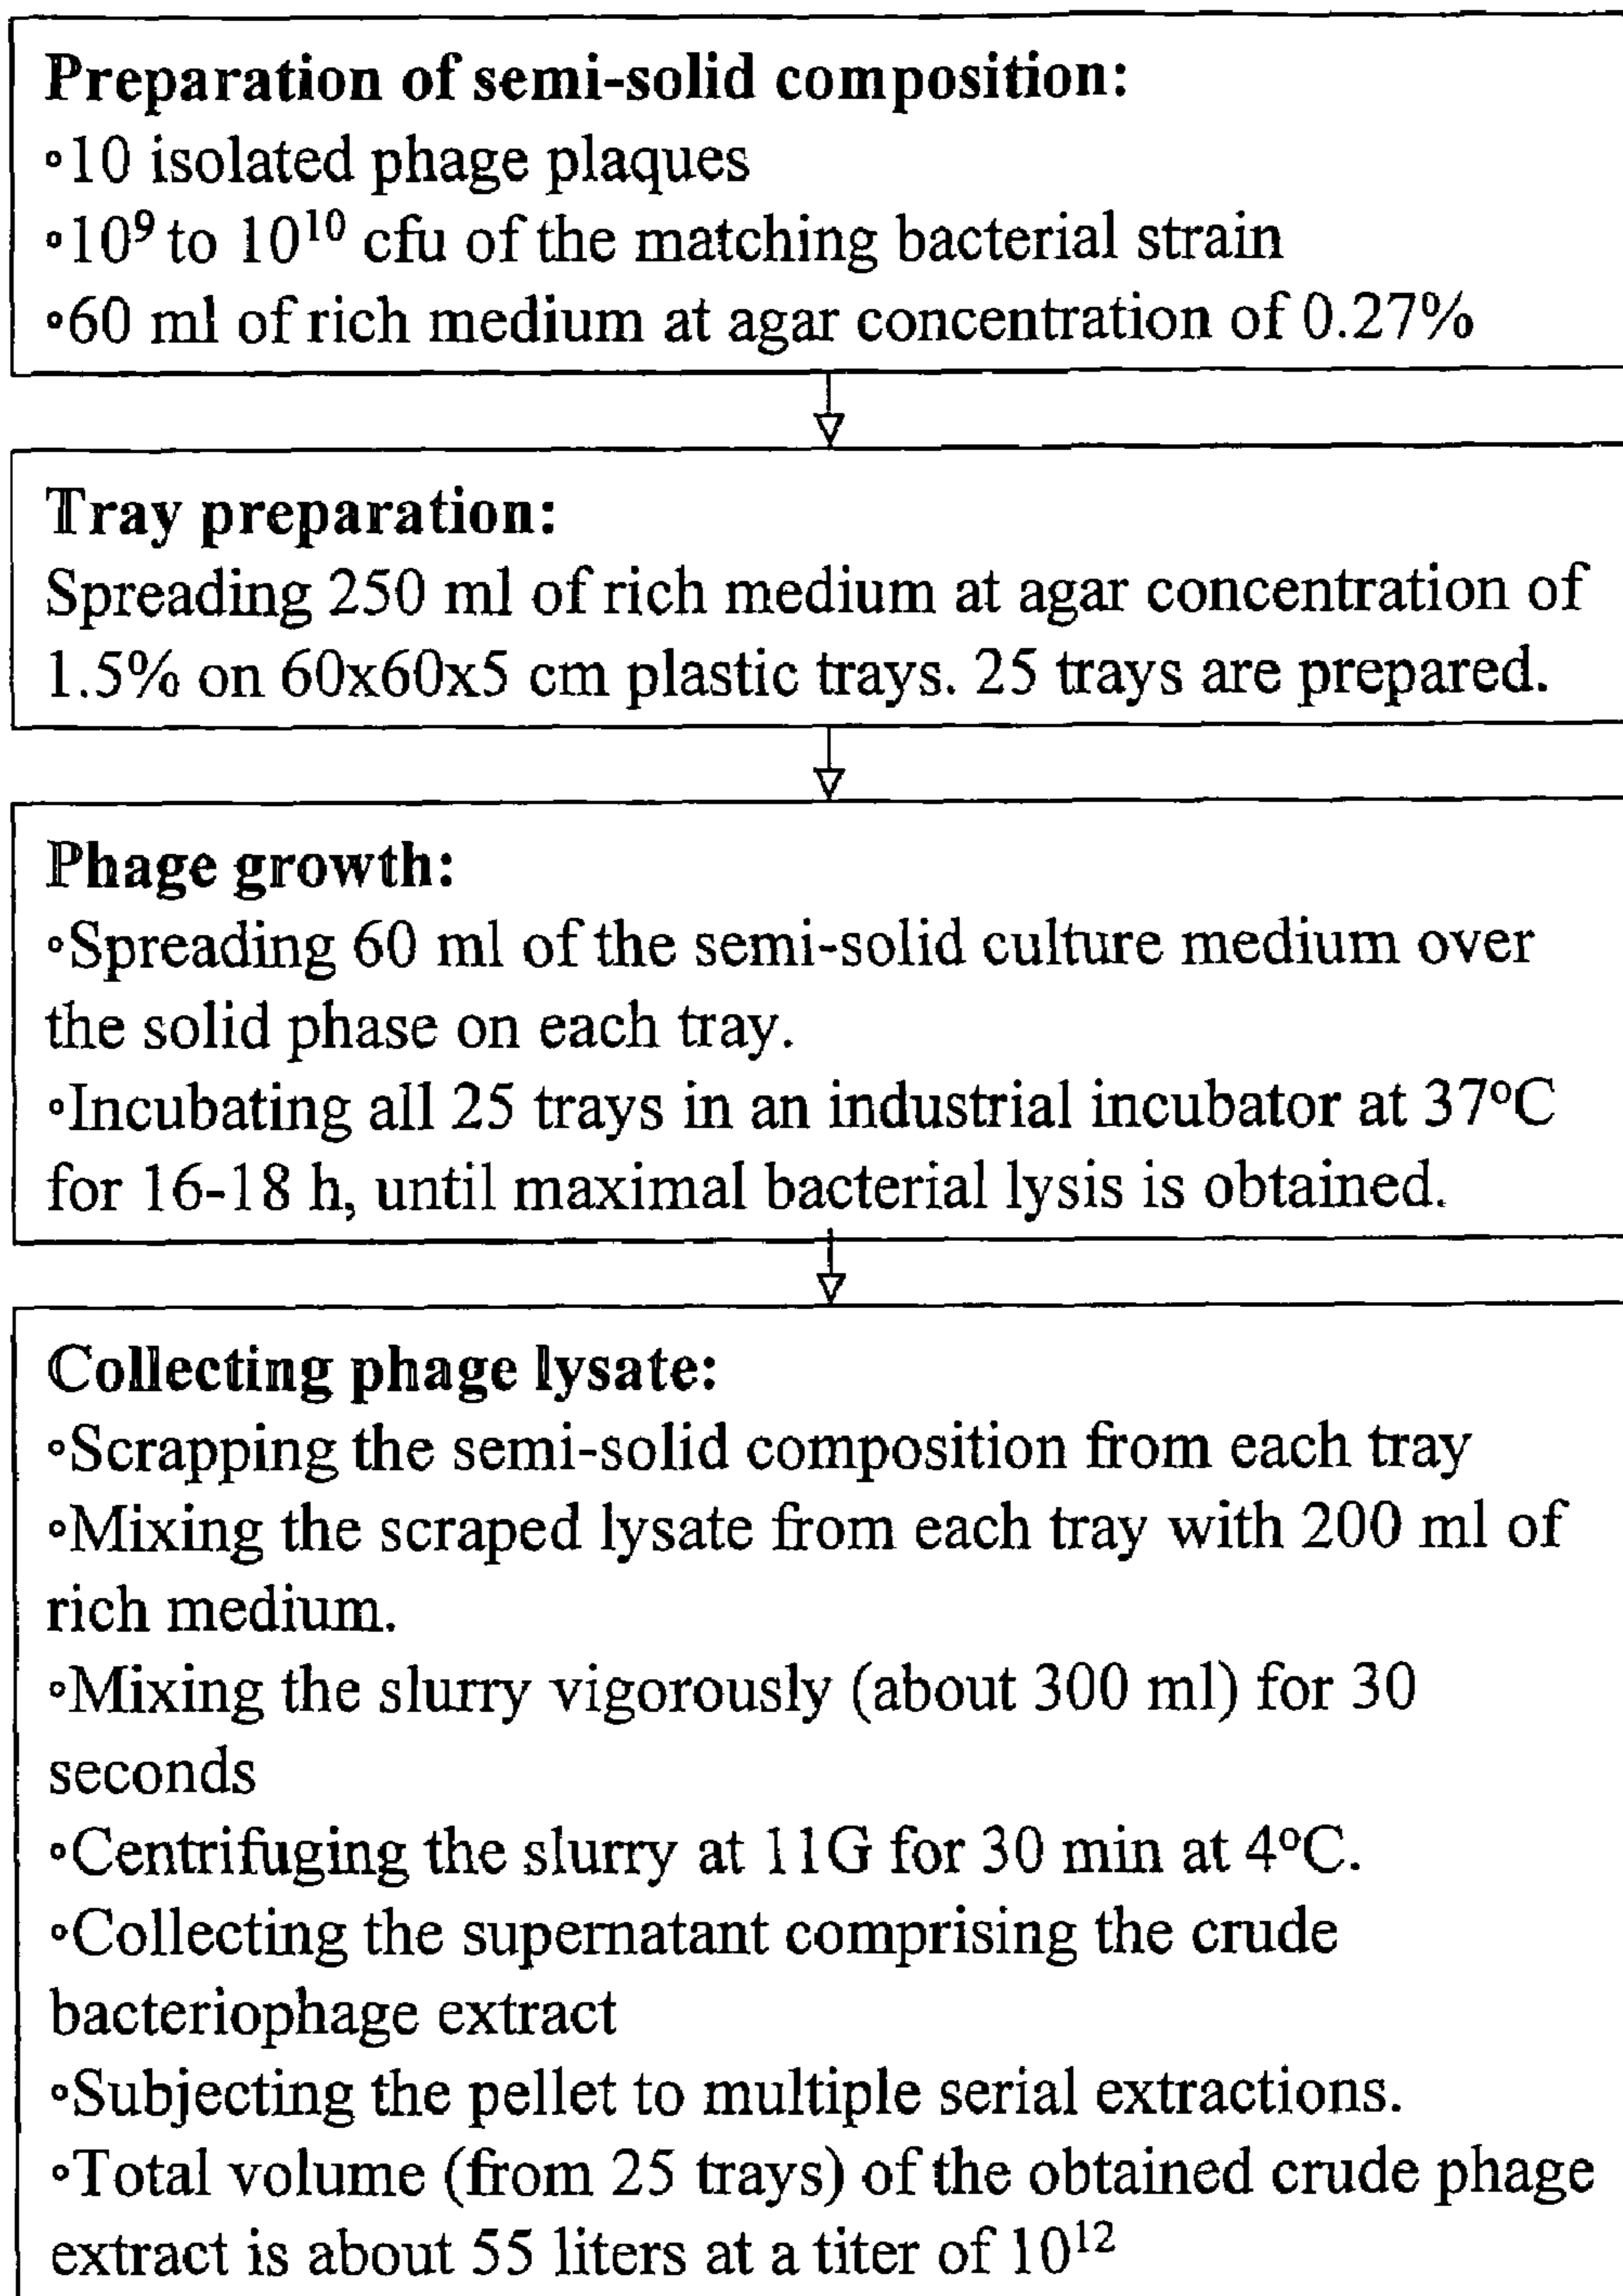 Preparation of semi-solid composition:
∘10 isolated phage plaques
∘10⁹ to 10¹⁰ cfu of the matching bacterial strain
∘60 ml of rich medium at agar concentration of 0.27%
Tray preparation:
Spreading 250 ml of rich medium at agar concentration of
1.5% on 60x60x5 cm plastic trays. 25 trays are prepared.
Phage growth:
∘Spreading 60 ml of the semi-solid culture medium over
the solid phase on each tray.
∘Incubating all 25 trays in an industrial incubator at 37ºC
for 16-18 h, until maximal bacterial lysis is obtained.
Collecting phage lysate:
∘Scrapping the semi-solid composition from each tray
∘Mixing the scraped lysate from each tray with 200 ml of
rich medium.
∘Mixing the slurry vigorously (about 300 ml) for 30
seconds
∘Centrifuging the slurry at 11G for 30 min at 4ºC.
∘Collecting the supernatant comprising the crude
bacteriophage extract
∘Subjecting the pellet to multiple serial extractions.
∘Total volume (from 25 trays) of the obtained crude phage
extract is about 55 liters at a titer of 10¹²